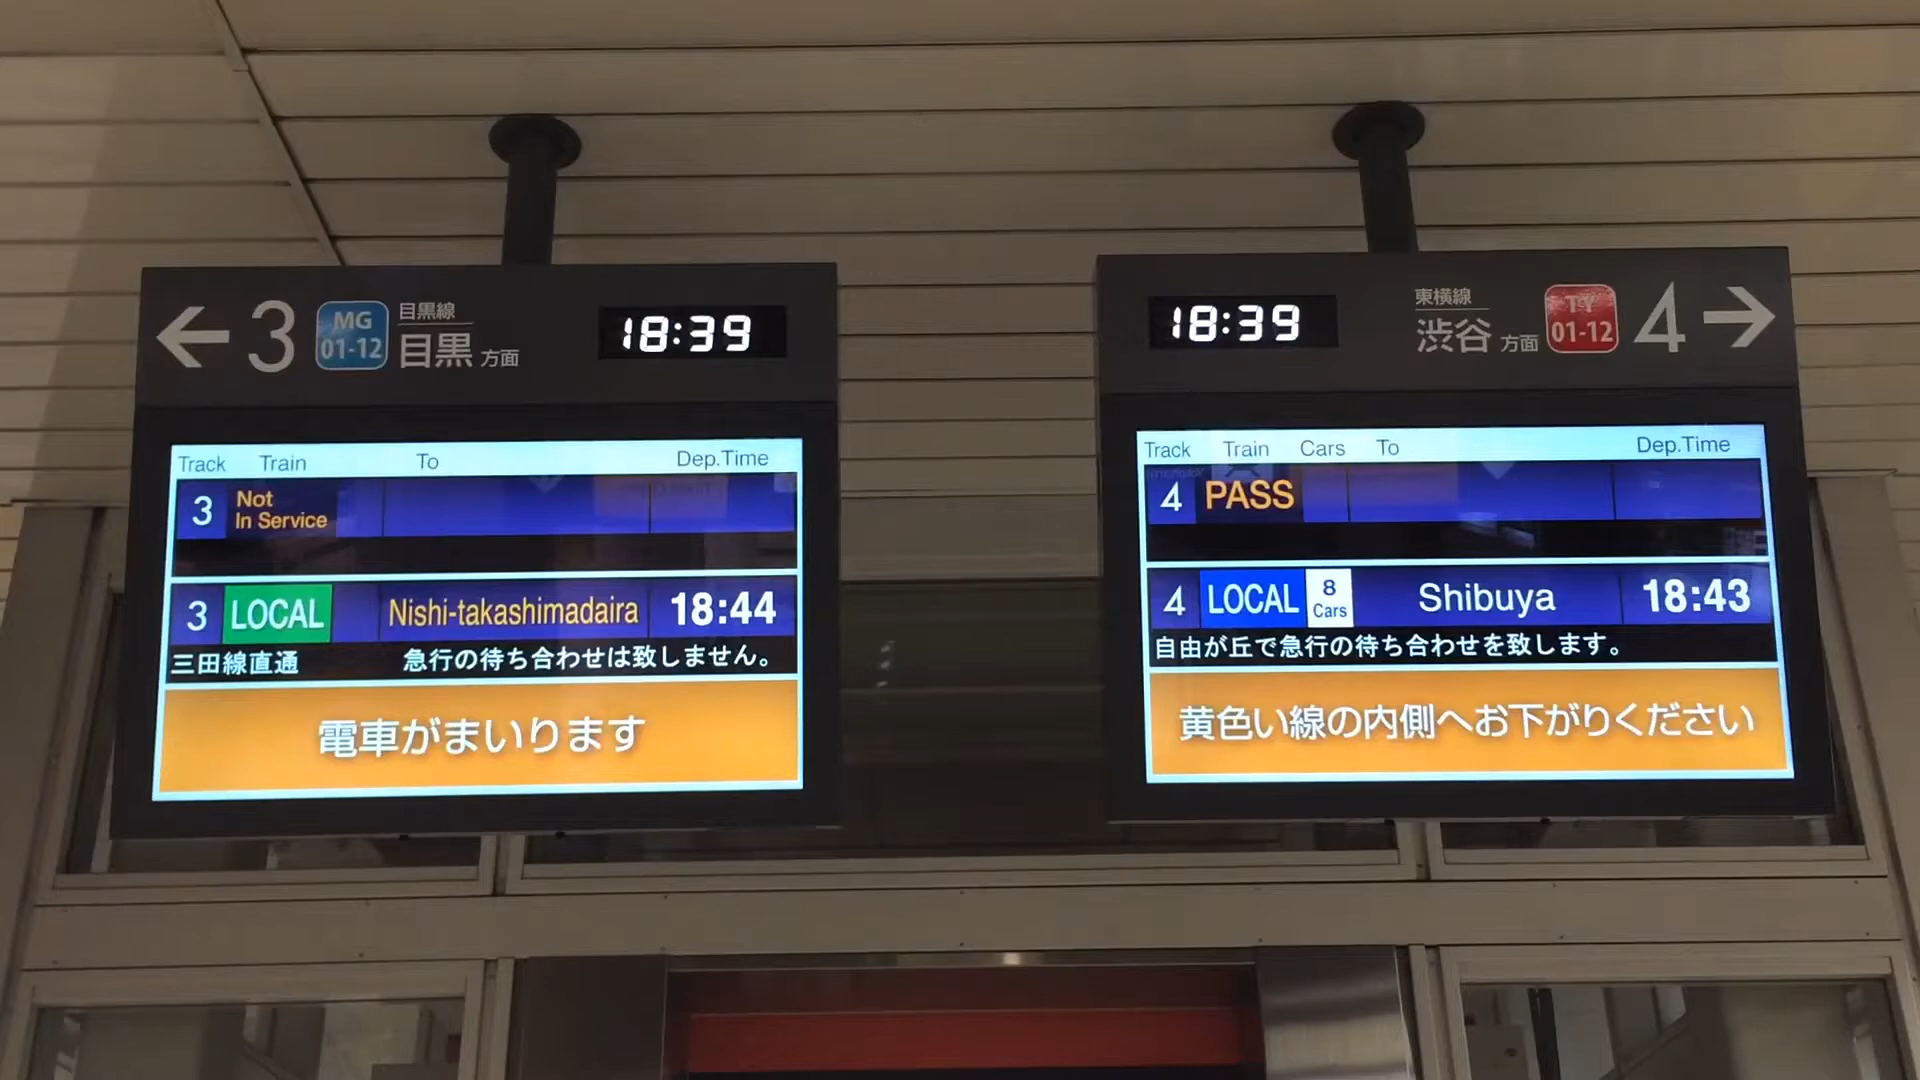 3 MG 01-12 目黒線 目黒 方面 18:39
Track Train To Dep.Time
3 Not In Service
3 LOCAL Nishi-takashimadaira 18:44
三田線直通 急行の待ち合わせは致しません。
電車がまいります
18:39 東横線 渋谷 方面 TY 01-12 4
Track Train Cars To Dep.Time
4 PASS
4 LOCAL 8 Cars Shibuya 18:43
自由が丘で急行の待ち合わせを致します。
黄色い線の内側へお下がりください